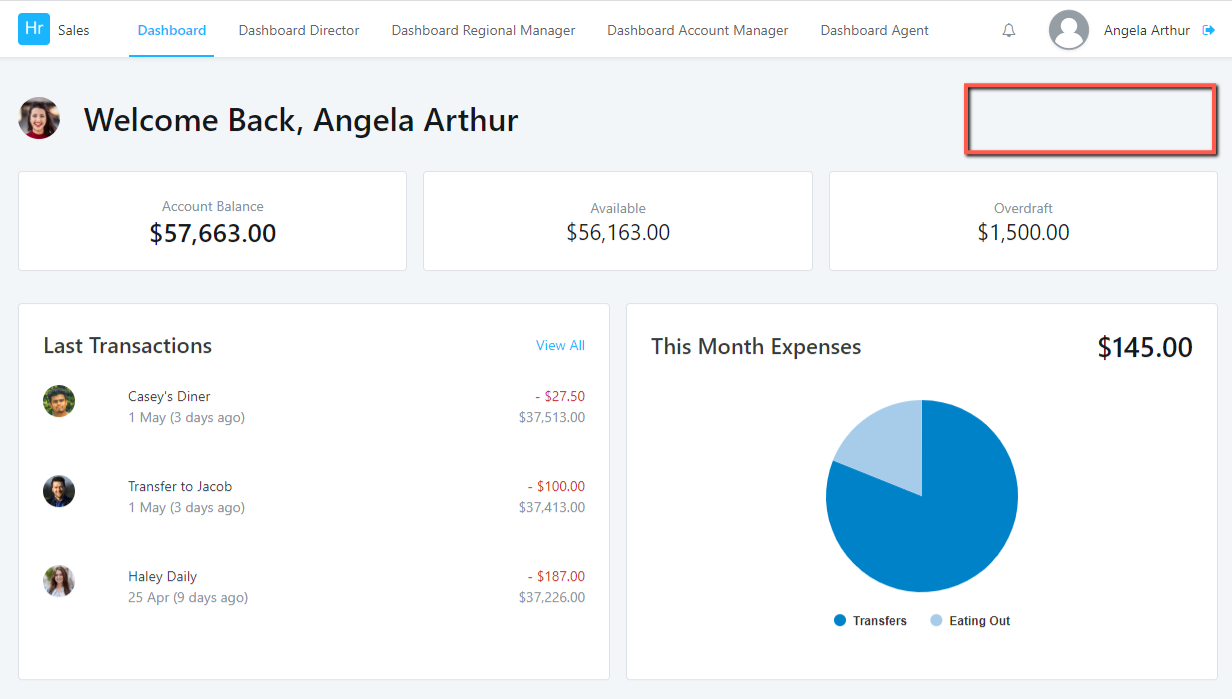 Hr Sales Dashboard Dashboard Director Dashboard Regional Manager Dashboard Account Manager Dashboard Agent Angela Arthur
Welcome Back, Angela Arthur
Account Balance
$57,663.00
Available
$56,163.00
Overdraft
$1,500.00
Last Transactions View All
Casey's Diner - $27.50
1 May (3 days ago) $37,513.00
Transfer to Jacob - $100.00
1 May (3 days ago) $37,413.00
Haley Daily - $187.00
25 Apr (9 days ago) $37,226.00
This Month Expenses $145.00
Transfers Eating Out